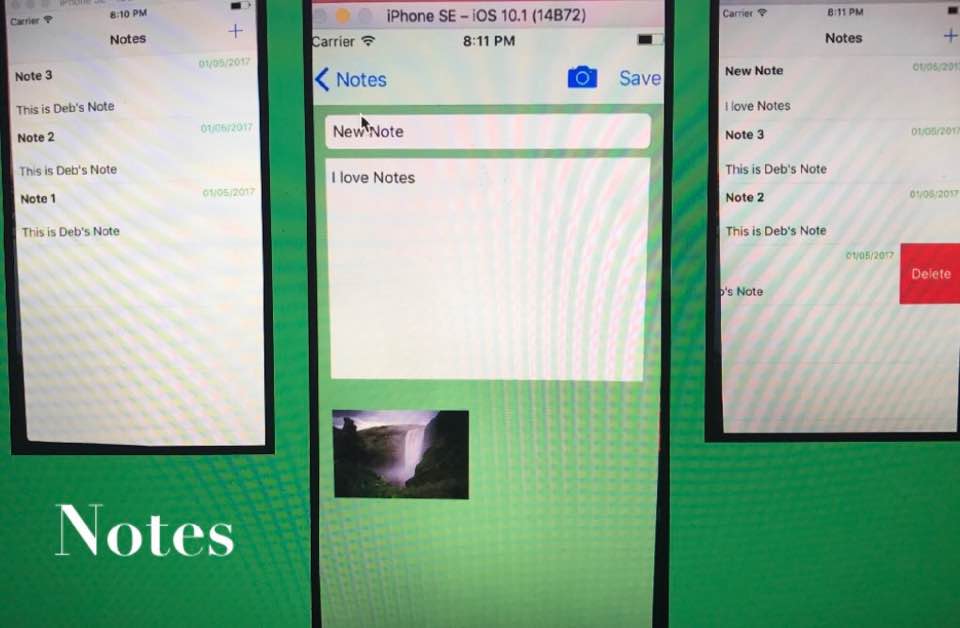 Carrier 8:10 PM
Notes +
Note 3 01/05/2017
This is Deb's Note
Note 2 01/05/2017
This is Deb's Note
Note 1 01/05/2017
This is Deb's Note
iPhone SE – iOS 10.1 (14B72)
Carrier 8:11 PM
Notes Save
New Note
I love Notes
Carrier 8:11 PM
Notes +
New Note 01/05/201
I love Notes
Note 3 01/05/2017
This is Deb's Note
Note 2 01/05/2017
This is Deb's Note
01/05/2017
Delete
b's Note
Notes